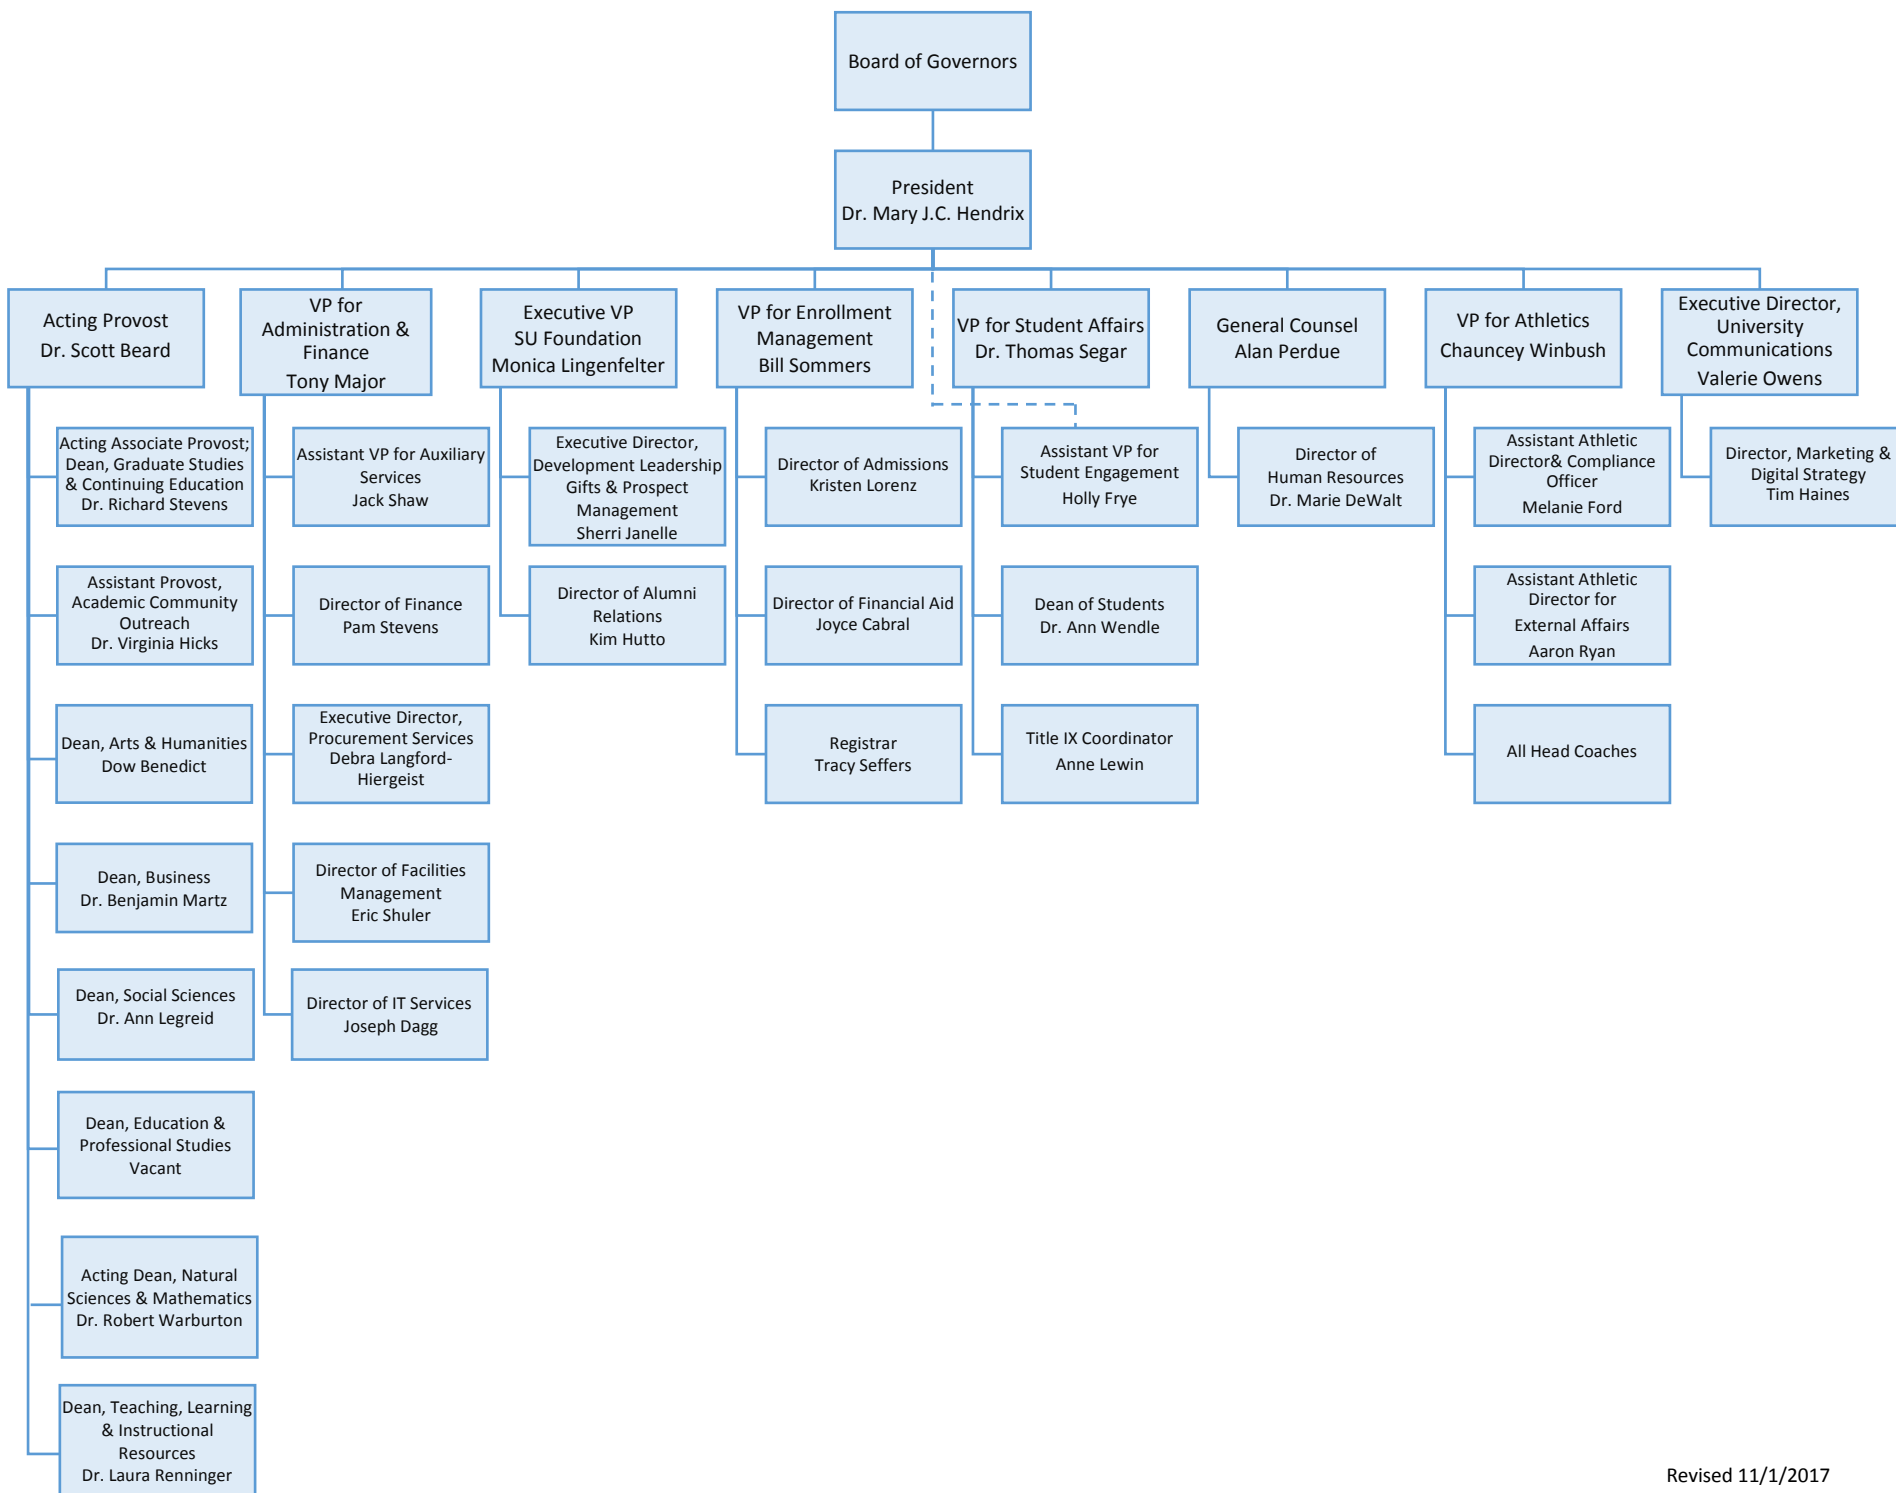 Board of Governors
President
Dr. Mary J.C. Hendrix
Acting Provost
Dr. Scott Beard
VP for
Administration &
Finance
Tony Major
Executive VP
SU Foundation
Monica Lingenfelter
VP for Enrollment
Management
Bill Sommers
VP for Student Affairs
Dr. Thomas Segar
General Counsel
Alan Perdue
VP for Athletics
Chauncey Winbush
Executive Director,
University
Communications
Valerie Owens
Acting Associate Provost;
Dean, Graduate Studies
& Continuing Education
Dr. Richard Stevens
Assistant VP for Auxiliary
Services
Jack Shaw
Executive Director,
Development Leadership
Gifts & Prospect
Management
Sherri Janelle
Director of Admissions
Kristen Lorenz
Assistant VP for
Student Engagement
Holly Frye
Director of
Human Resources
Dr. Marie DeWalt
Assistant Athletic
Director& Compliance
Officer
Melanie Ford
Director, Marketing &
Digital Strategy
Tim Haines
Assistant Provost,
Academic Community
Outreach
Dr. Virginia Hicks
Director of Finance
Pam Stevens
Director of Alumni
Relations
Kim Hutto
Director of Financial Aid
Joyce Cabral
Dean of Students
Dr. Ann Wendle
Assistant Athletic
Director for
External Affairs
Aaron Ryan
Dean, Arts & Humanities
Dow Benedict
Executive Director,
Procurement Services
Debra Langford-
Hiergeist
Registrar
Tracy Seffers
Title IX Coordinator
Anne Lewin
All Head Coaches
Dean, Business
Dr. Benjamin Martz
Director of Facilities
Management
Eric Shuler
Dean, Social Sciences
Dr. Ann Legreid
Director of IT Services
Joseph Dagg
Dean, Education &
Professional Studies
Vacant
Acting Dean, Natural
Sciences & Mathematics
Dr. Robert Warburton
Dean, Teaching, Learning
& Instructional
Resources
Dr. Laura Renninger
Revised 11/1/2017